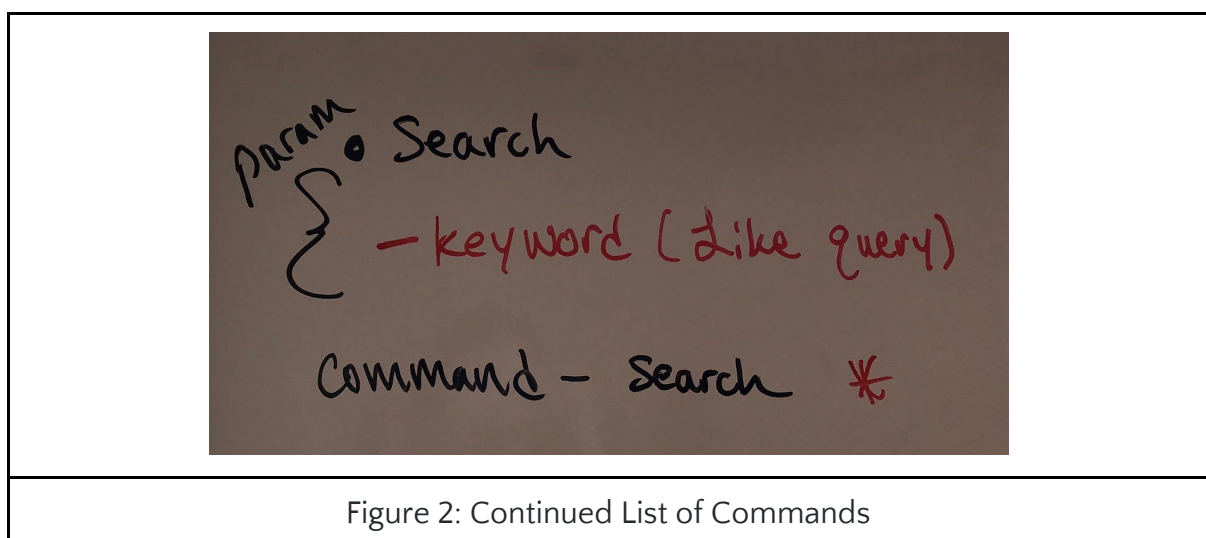 param
• Search
{ - keyword (Like query)
Command - Search *
Figure 2: Continued List of Commands